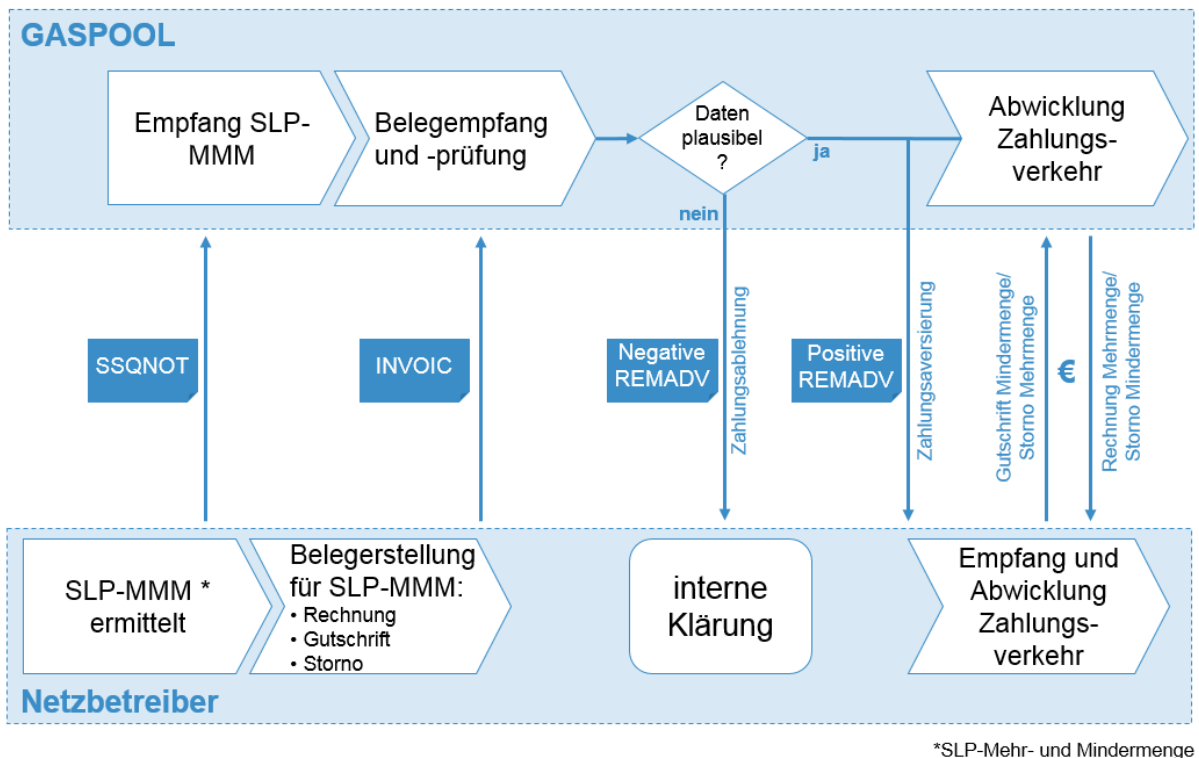 GASPOOL
Empfang SLP-
MMM
Belegempfang
und -prüfung
Daten
plausibel
?
ja
nein
Abwicklung
Zahlungs-
verkehr
SSQNOT
INVOIC
Negative
REMADV
Zahlungsablehnung
Positive
REMADV
Zahlungsaversierung
Gutschrift Mindermenge/
Storno Mehrmenge
€
Rechnung Mehrmenge/
Storno Mindermenge
SLP-MMM *
ermittelt
Belegerstellung
für SLP-MMM:
• Rechnung
• Gutschrift
• Storno
interne
Klärung
Empfang und
Abwicklung
Zahlungs-
verkehr
Netzbetreiber
*SLP-Mehr- und Mindermenge